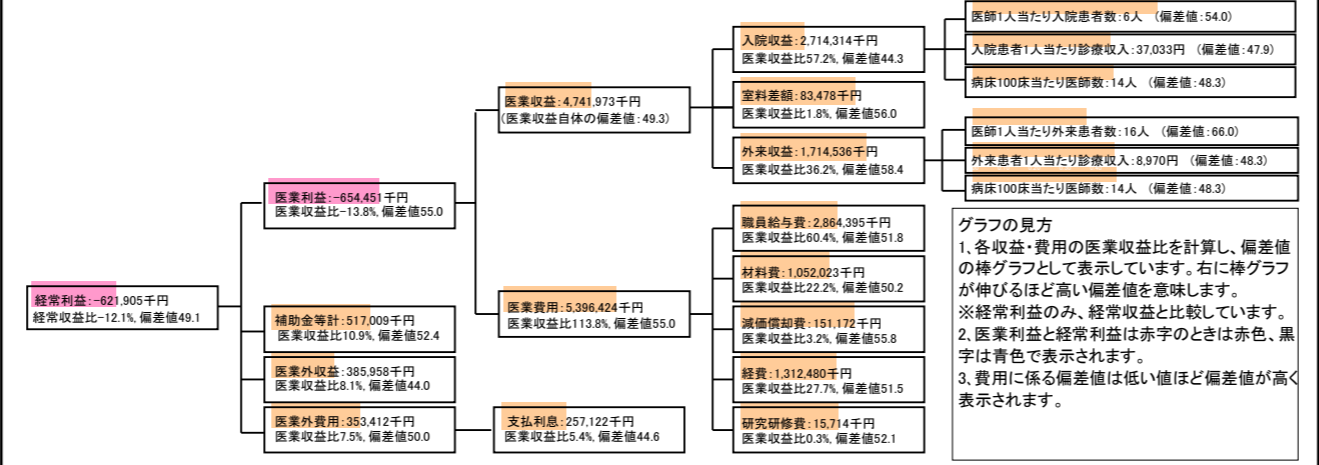 経常利益:-621,905千円
経常収益比-12.1%, 偏差値49.1
医業利益:-654,451千円
医業収益比-13.8%, 偏差値55.0
補助金等計:517,009千円
医業収益比10.9%, 偏差値52.4
医業外収益:385,958千円
医業収益比8.1%, 偏差値44.0
医業外費用:353,412千円
医業収益比7.5%, 偏差値50.0
医業収益:4,741,973千円
(医業収益自体の偏差値:49.3)
医業費用:5,396,424千円
医業収益比113.8%, 偏差値55.0
支払利息:257,122千円
医業収益比5.4%, 偏差値44.6
入院収益:2,714,314千円
医業収益比57.2%, 偏差値44.3
室料差額:83,478千円
医業収益比1.8%, 偏差値56.0
外来収益:1,714,536千円
医業収益比36.2%, 偏差値58.4
職員給与費:2,864,395千円
医業収益比60.4%, 偏差値51.8
材料費:1,052,023千円
医業収益比22.2%, 偏差値50.2
減価償却費:151,172千円
医業収益比3.2%, 偏差値55.8
経費:1,312,480千円
医業収益比27.7%, 偏差値51.5
研究研修費:15,714千円
医業収益比0.3%, 偏差値52.1
医師1人当たり入院患者数:6人 (偏差値:54.0)
入院患者1人当たり診療収入:37,033円 (偏差値:47.9)
病床100床当たり医師数:14人 (偏差値:48.3)
医師1人当たり外来患者数:16人 (偏差値:66.0)
外来患者1人当たり診療収入:8,970円 (偏差値:48.3)
病床100床当たり医師数:14人 (偏差値:48.3)
グラフの見方
1、各収益・費用の医業収益比を計算し、偏差値
の棒グラフとして表示しています。右に棒グラフ
が伸びるほど高い偏差値を意味します。
※経常利益のみ、経常収益と比較しています。
2、医業利益と経常利益は赤字のときは赤色、黒
字は青色で表示されます。
3、費用に係る偏差値は低い値ほど偏差値が高く
表示されます。